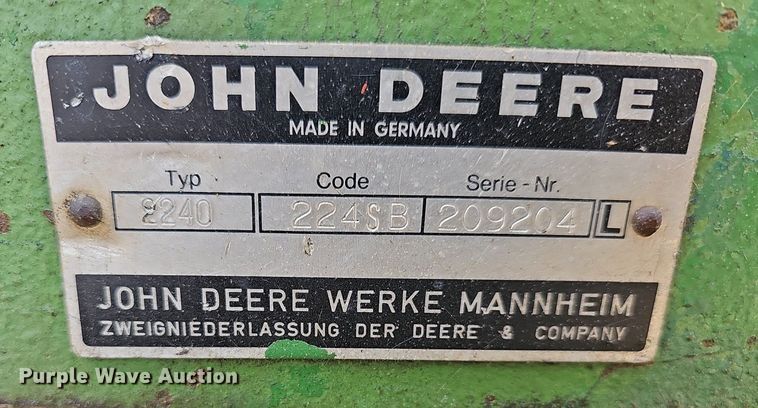 JOHN DEERE
MADE IN GERMANY
Typ Code Serie-Nr.
2240 224SB 209204 L
JOHN DEERE WERKE MANNHEIM
ZWEIGNIEDERLASSUNG DER DEERE & COMPANY
Purple Wave Auction